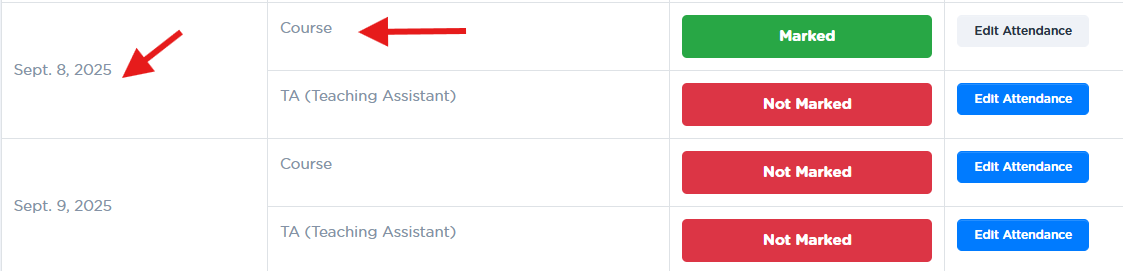 Course
Marked
Edit Attendance
Sept. 8, 2025
TA (Teaching Assistant)
Not Marked
Edit Attendance
Course
Not Marked
Edit Attendance
Sept. 9, 2025
TA (Teaching Assistant)
Not Marked
Edit Attendance